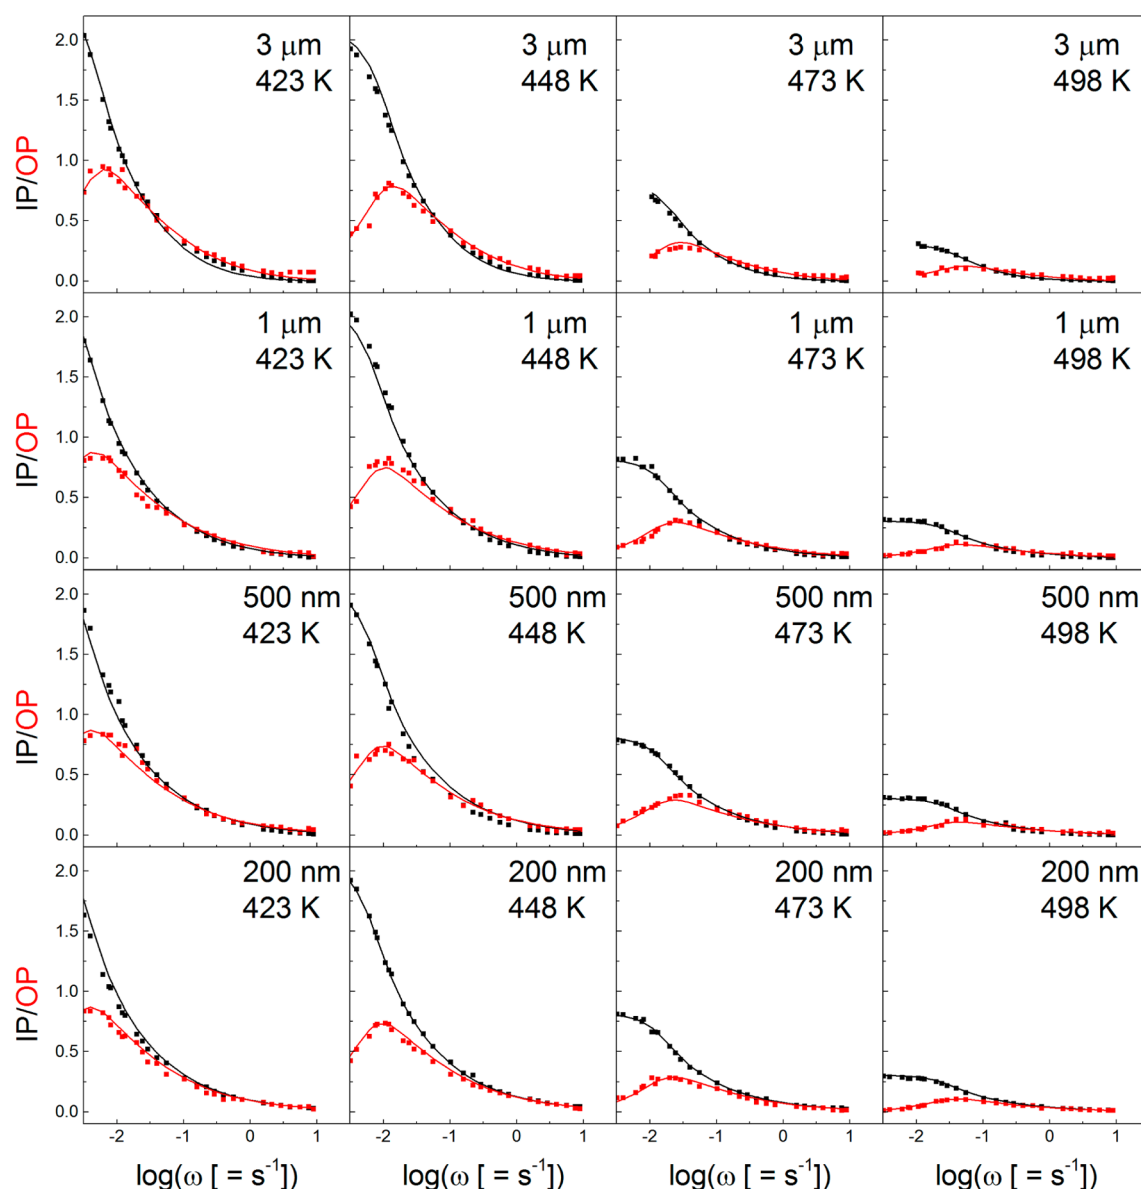 3 μm
423 K
3 μm
448 K
3 μm
473 K
3 μm
498 K
2.0
1.5
1.0
0.5
0.0
IP/OP
1 μm
423 K
1 μm
448 K
1 μm
473 K
1 μm
498 K
2.0
1.5
1.0
0.5
0.0
IP/OP
500 nm
423 K
500 nm
448 K
500 nm
473 K
500 nm
498 K
2.0
1.5
1.0
0.5
0.0
IP/OP
200 nm
423 K
200 nm
448 K
200 nm
473 K
200 nm
498 K
2.0
1.5
1.0
0.5
0.0
IP/OP
-2 -1 0 1
-2 -1 0 1
-2 -1 0 1
-2 -1 0 1
log(ω [ = s⁻¹])
log(ω [ = s⁻¹])
log(ω [ = s⁻¹])
log(ω [ = s⁻¹])